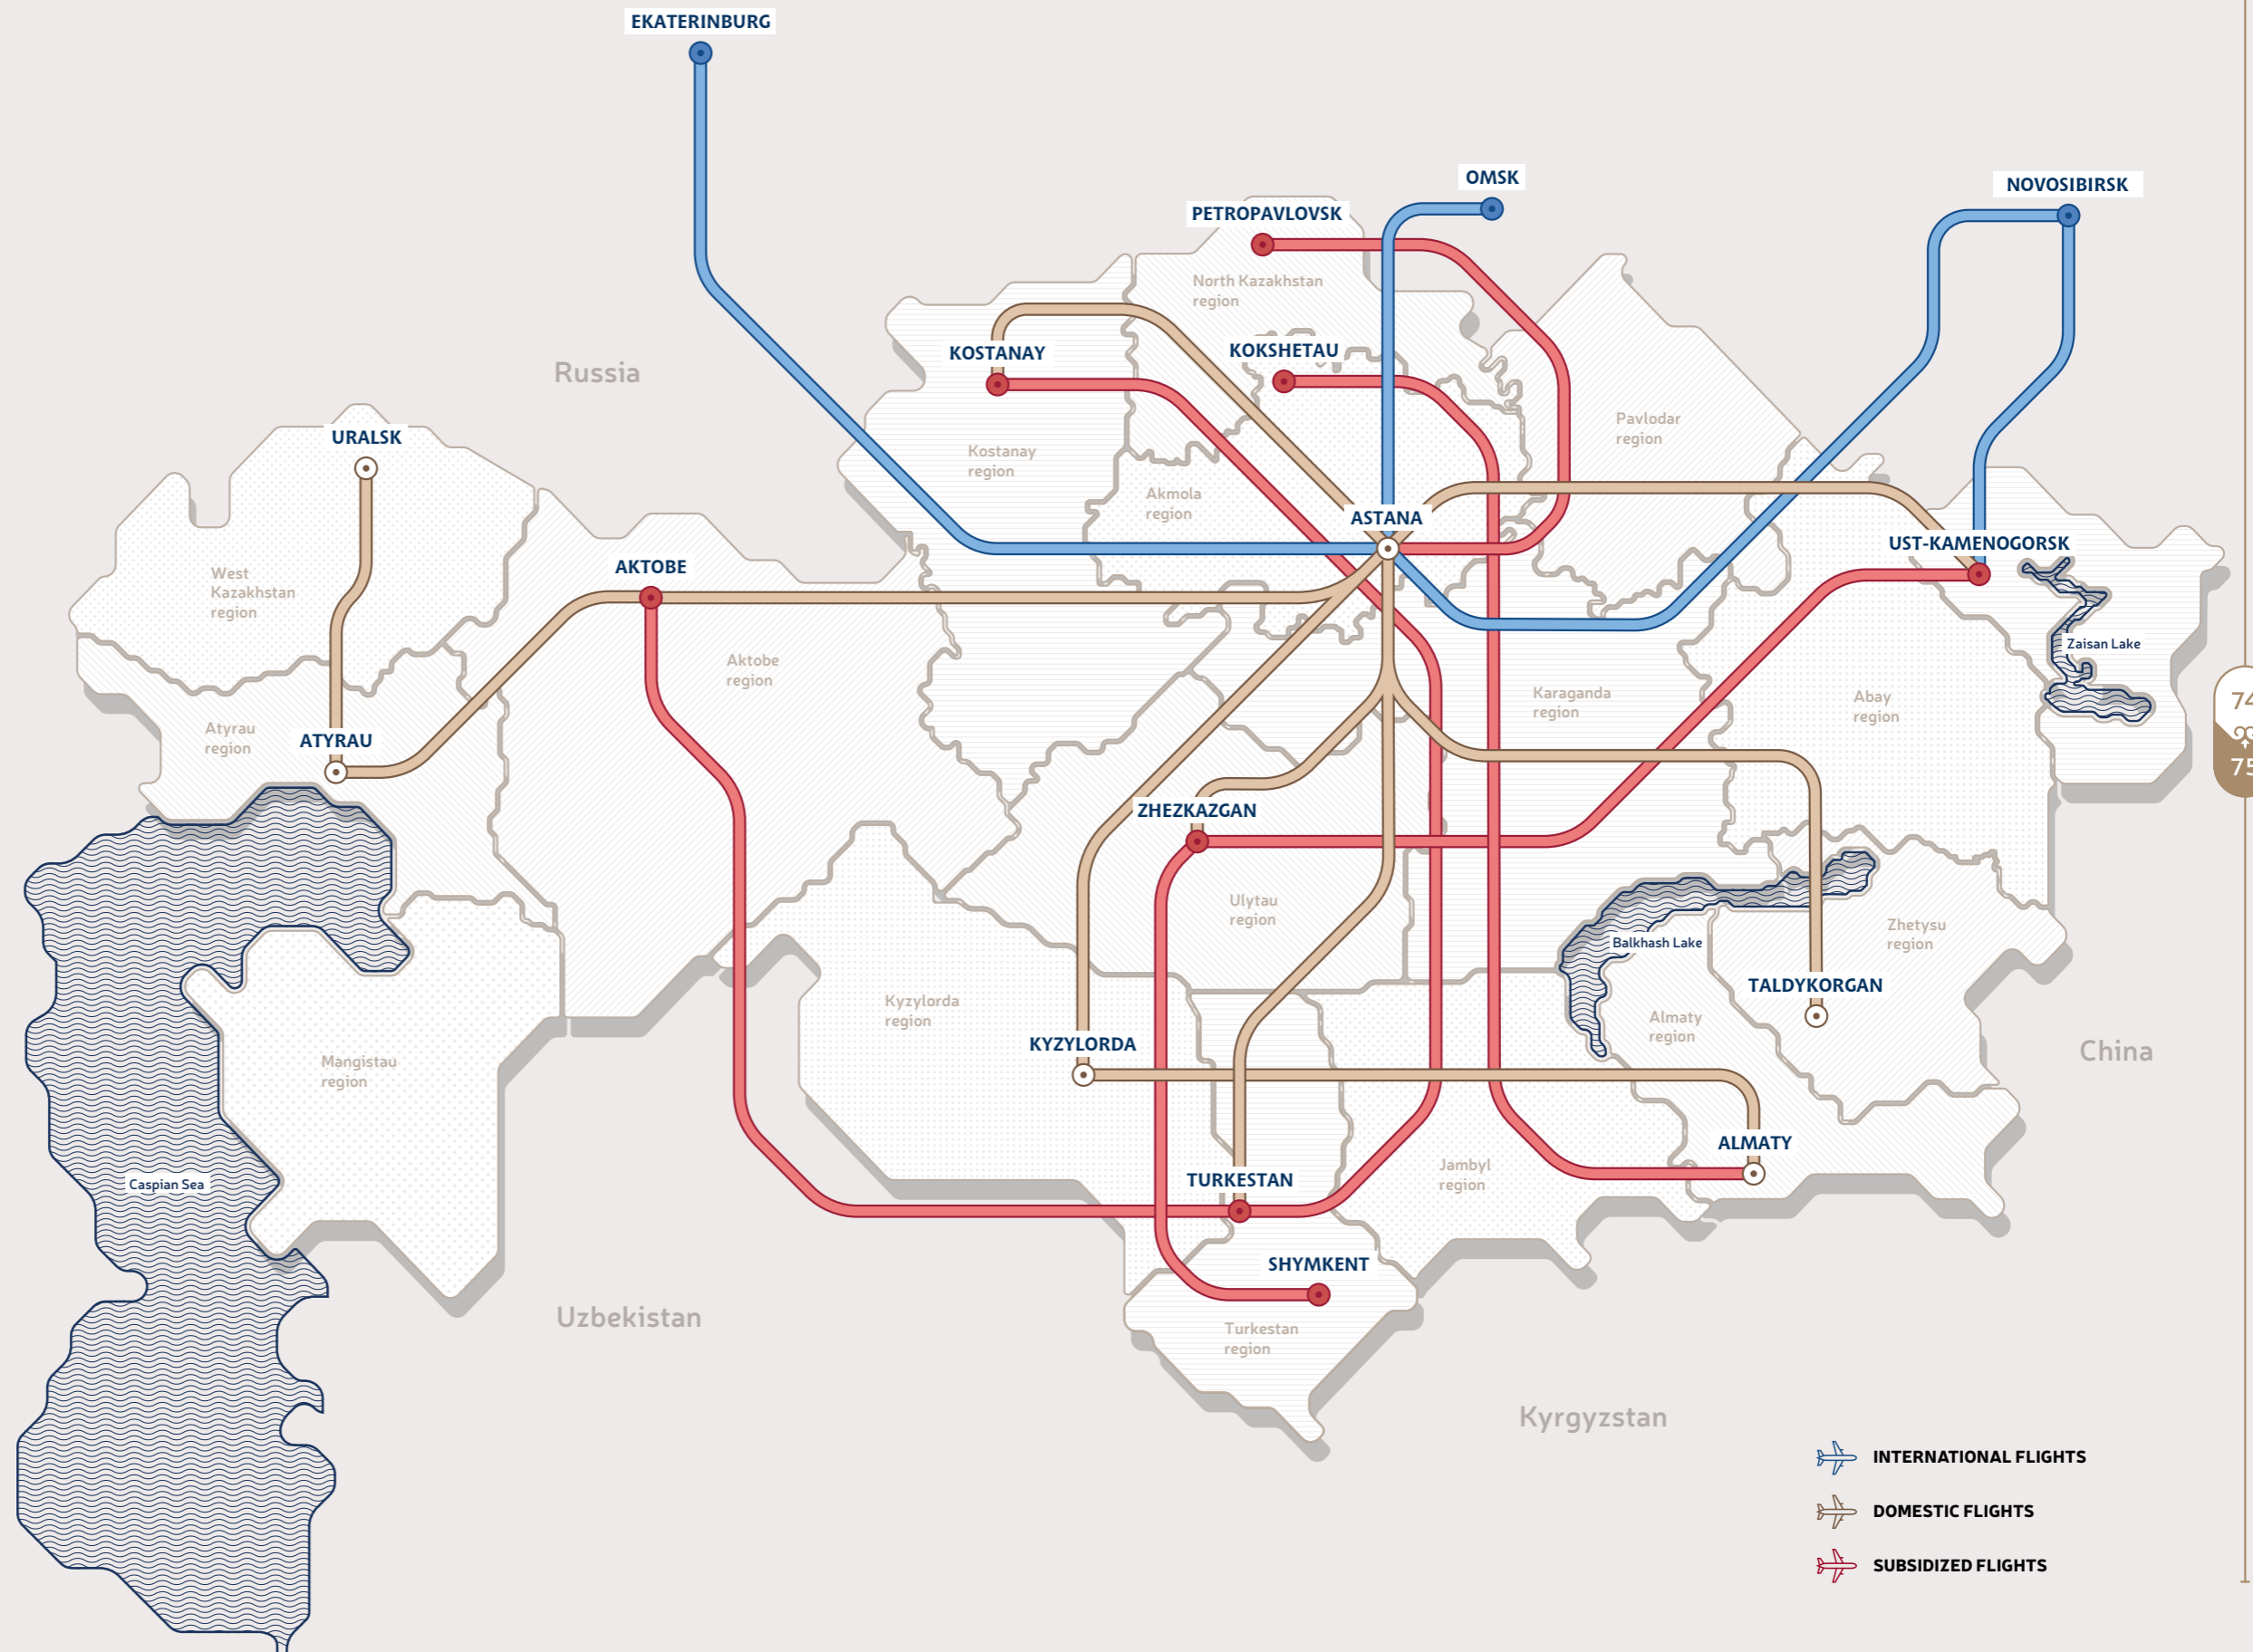 EKATERINBURG
OMSK
NOVOSIBIRSK
PETROPAVLOVSK
North Kazakhstan
region
KOSTANAY
KOKSHETAU
Russia
Pavlodar
region
URALSK
Kostanay
region
Akmola
region
ASTANA
UST-KAMENOGORSK
AKTOBE
West
Kazakhstan
region
Zaisan Lake
Aktobe
region
Karaganda
region
Abay
region
74
75
Atyrau
region
ATYRAU
ZHEZKAZGAN
Ulytau
region
Balkhash Lake
Zhetysu
region
TALDYKORGAN
Kyzylorda
region
Almaty
region
KYZYLORDA
China
Mangistau
region
ALMATY
Caspian Sea
TURKESTAN
Jambyl
region
SHYMKENT
Uzbekistan
Turkestan
region
Kyrgyzstan
INTERNATIONAL FLIGHTS
DOMESTIC FLIGHTS
SUBSIDIZED FLIGHTS